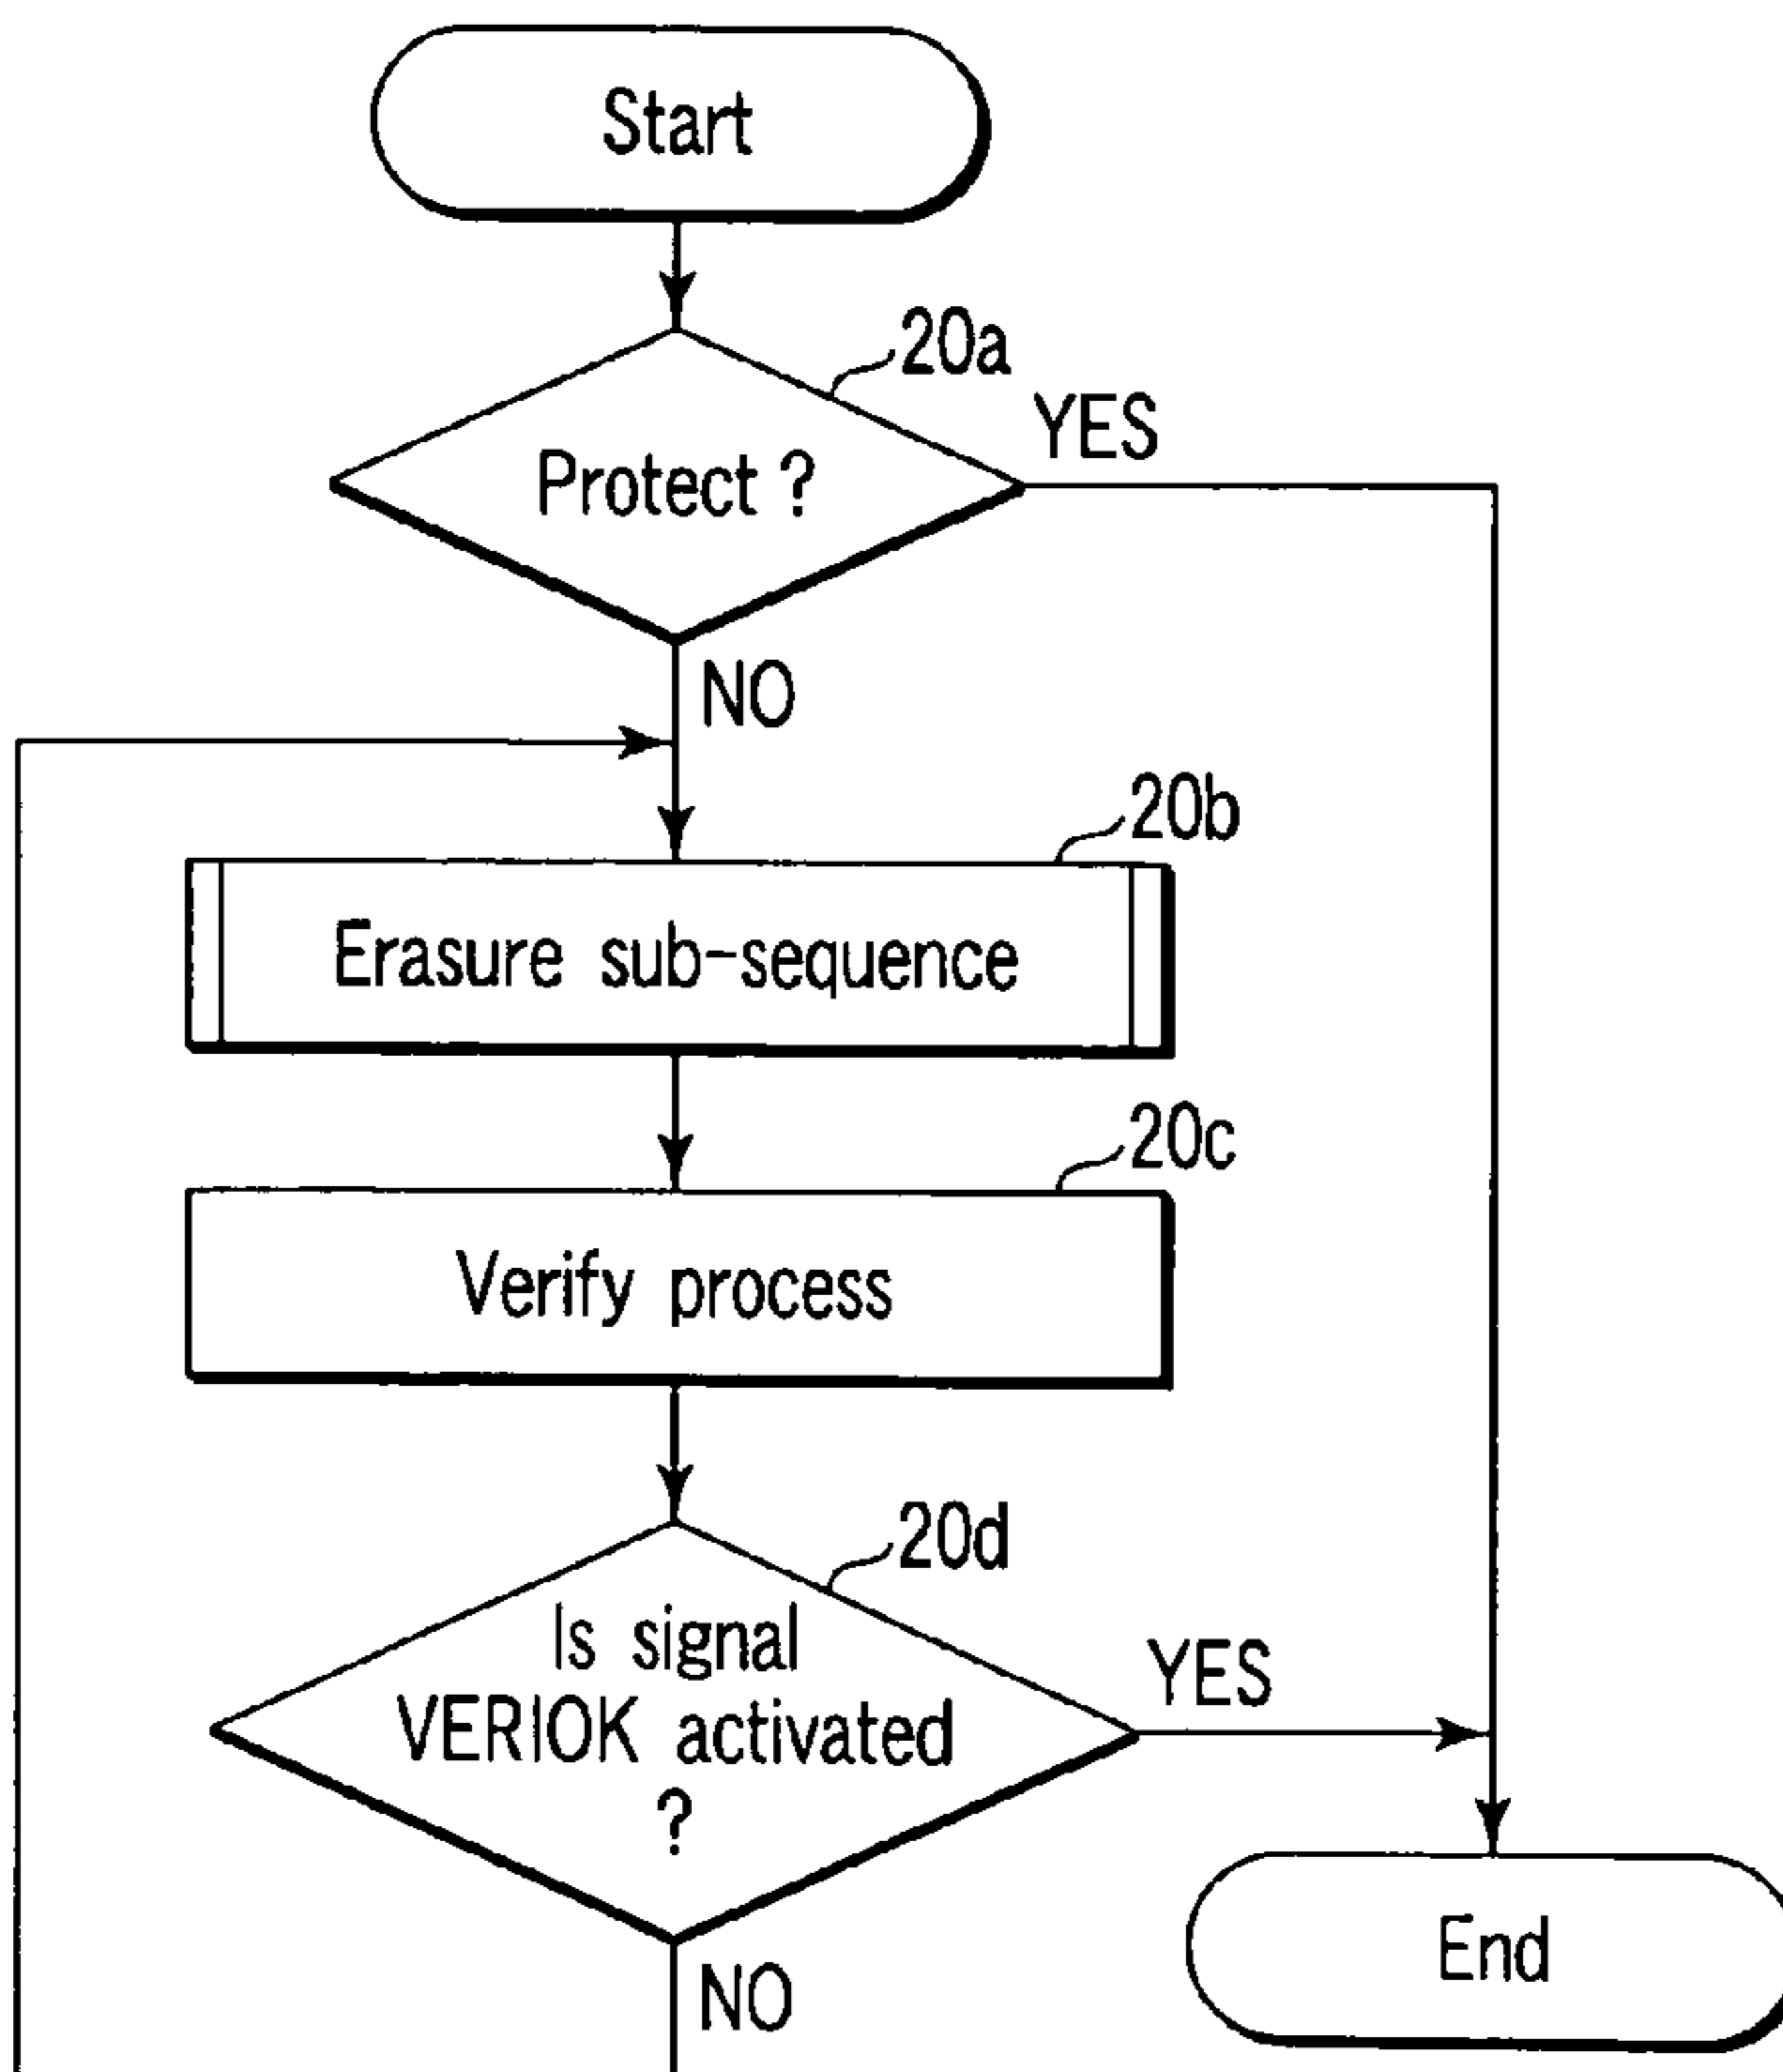 Start
20a
YES
Protect ?
NO
20b
Erasure sub-sequence
20c
Verify process
20d
Is signal
VERIOK activated
?
YES
NO
End